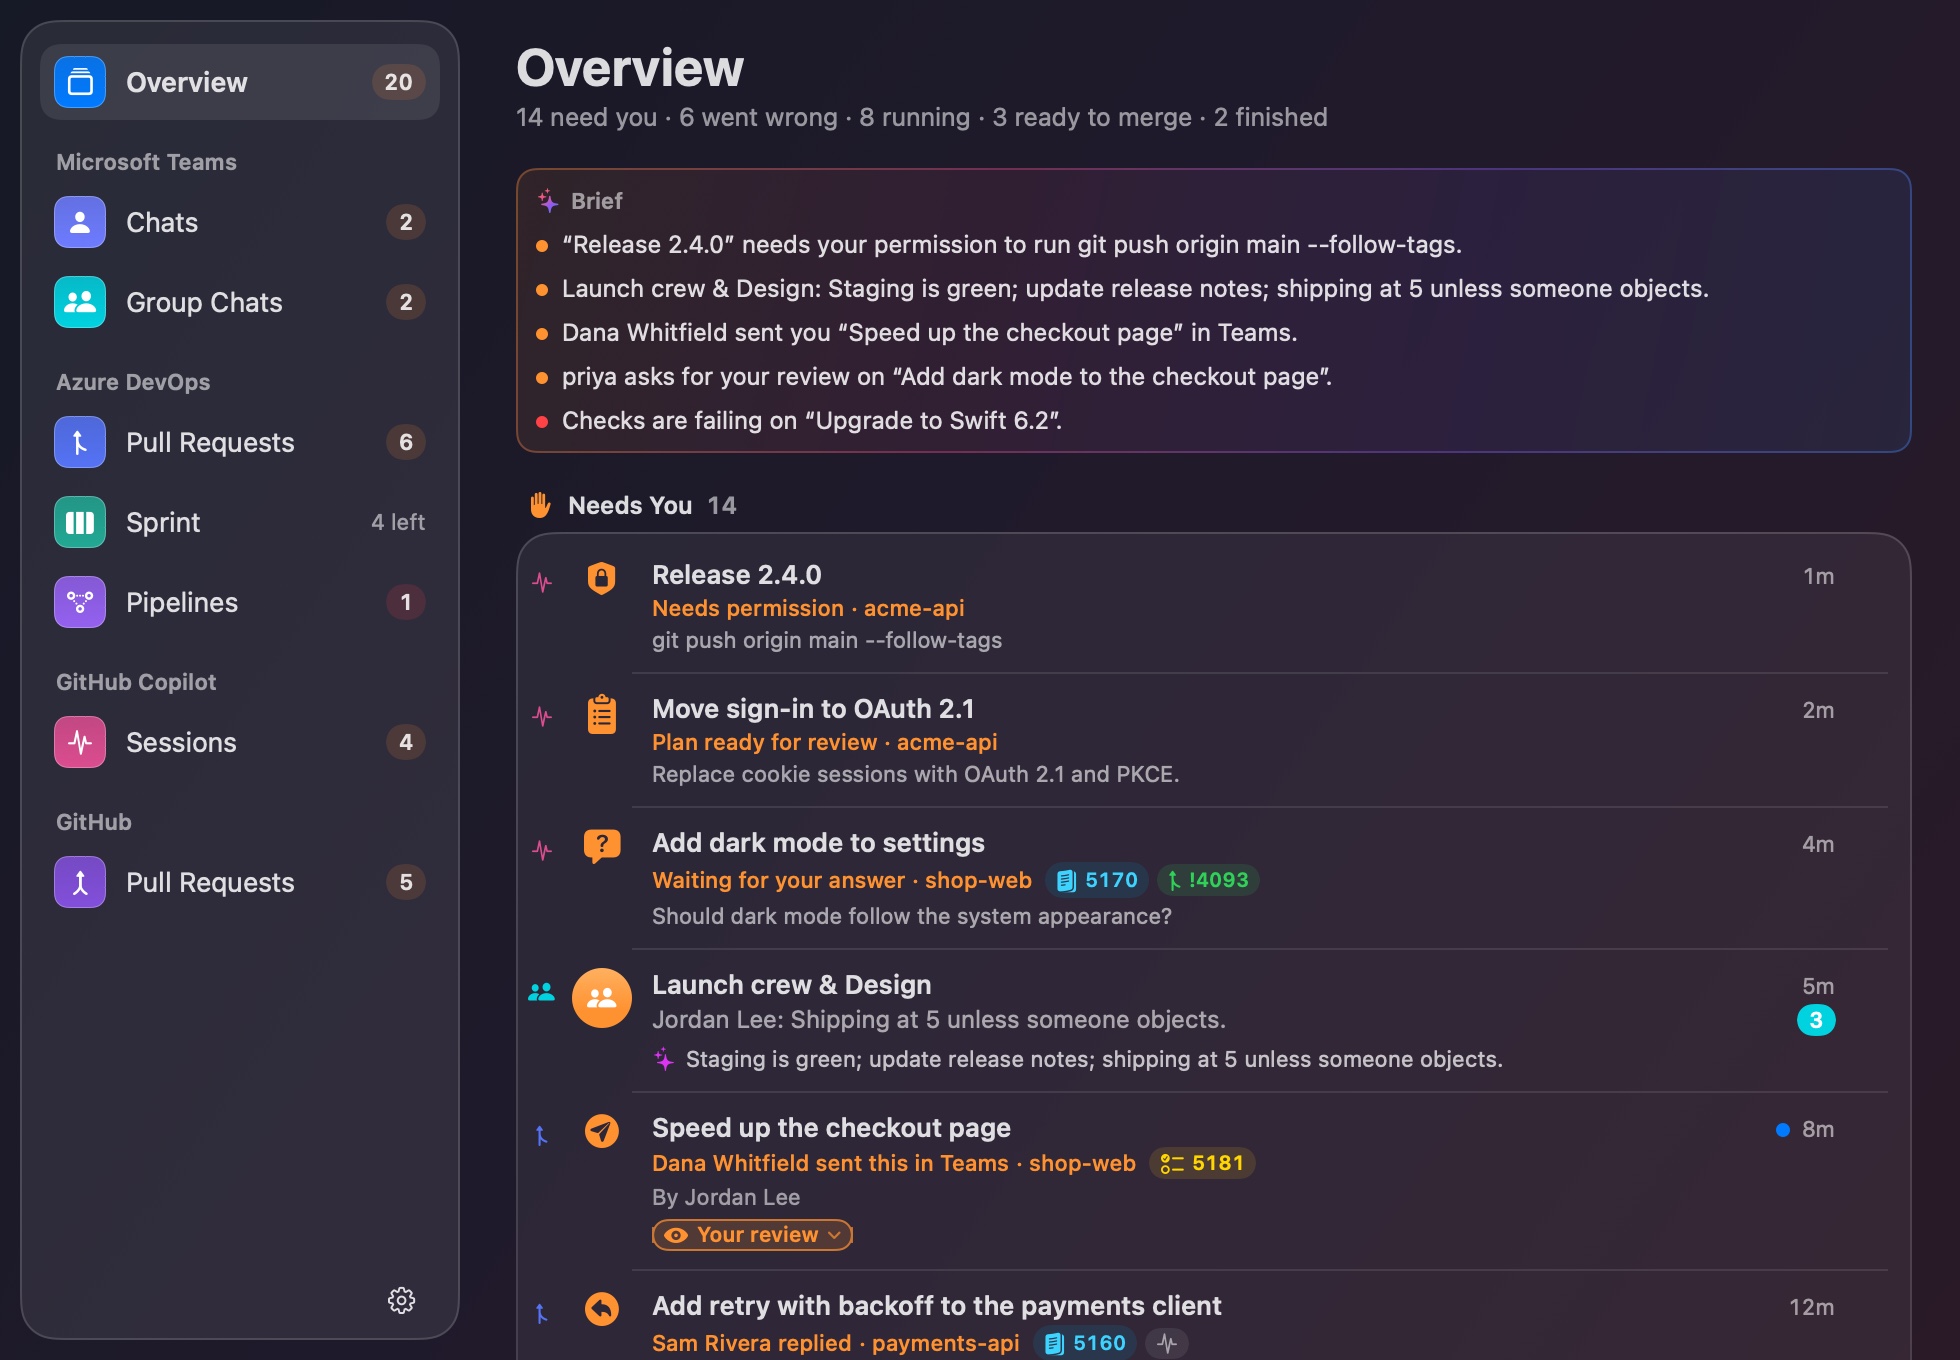 Overview 20
Microsoft Teams
Chats 2
Group Chats 2
Azure DevOps
Pull Requests 6
Sprint 4 left
Pipelines 1
GitHub Copilot
Sessions 4
GitHub
Pull Requests 5
Overview
14 need you · 6 went wrong · 8 running · 3 ready to merge · 2 finished
Brief
“Release 2.4.0” needs your permission to run git push origin main --follow-tags.
Launch crew & Design: Staging is green; update release notes; shipping at 5 unless someone objects.
Dana Whitfield sent you “Speed up the checkout page” in Teams.
priya asks for your review on “Add dark mode to the checkout page”.
Checks are failing on “Upgrade to Swift 6.2”.
Needs You 14
Release 2.4.0 1m
Needs permission · acme-api
git push origin main --follow-tags
Move sign-in to OAuth 2.1 2m
Plan ready for review · acme-api
Replace cookie sessions with OAuth 2.1 and PKCE.
Add dark mode to settings 4m
Waiting for your answer · shop-web 5170 !4093
Should dark mode follow the system appearance?
Launch crew & Design 5m
Jordan Lee: Shipping at 5 unless someone objects. 3
Staging is green; update release notes; shipping at 5 unless someone objects.
Speed up the checkout page 8m
Dana Whitfield sent this in Teams · shop-web 5181
By Jordan Lee
Your review
Add retry with backoff to the payments client 12m
Sam Rivera replied · payments-api 5160